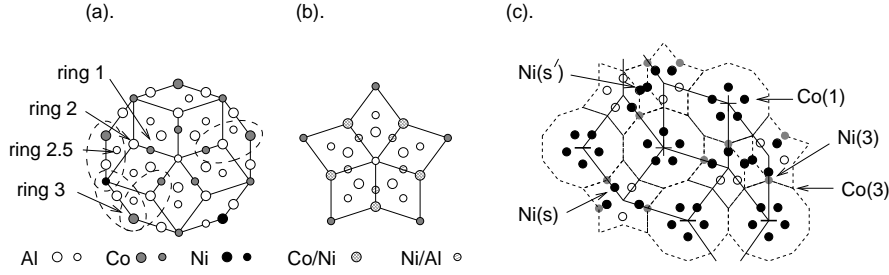 (a).
(b).
(c).
ring 1
ring 2
ring 2.5
ring 3
Ni(s′)
Co(1)
Ni(3)
Co(3)
Ni(s)
Al
Co
Ni
Co/Ni
Ni/Al